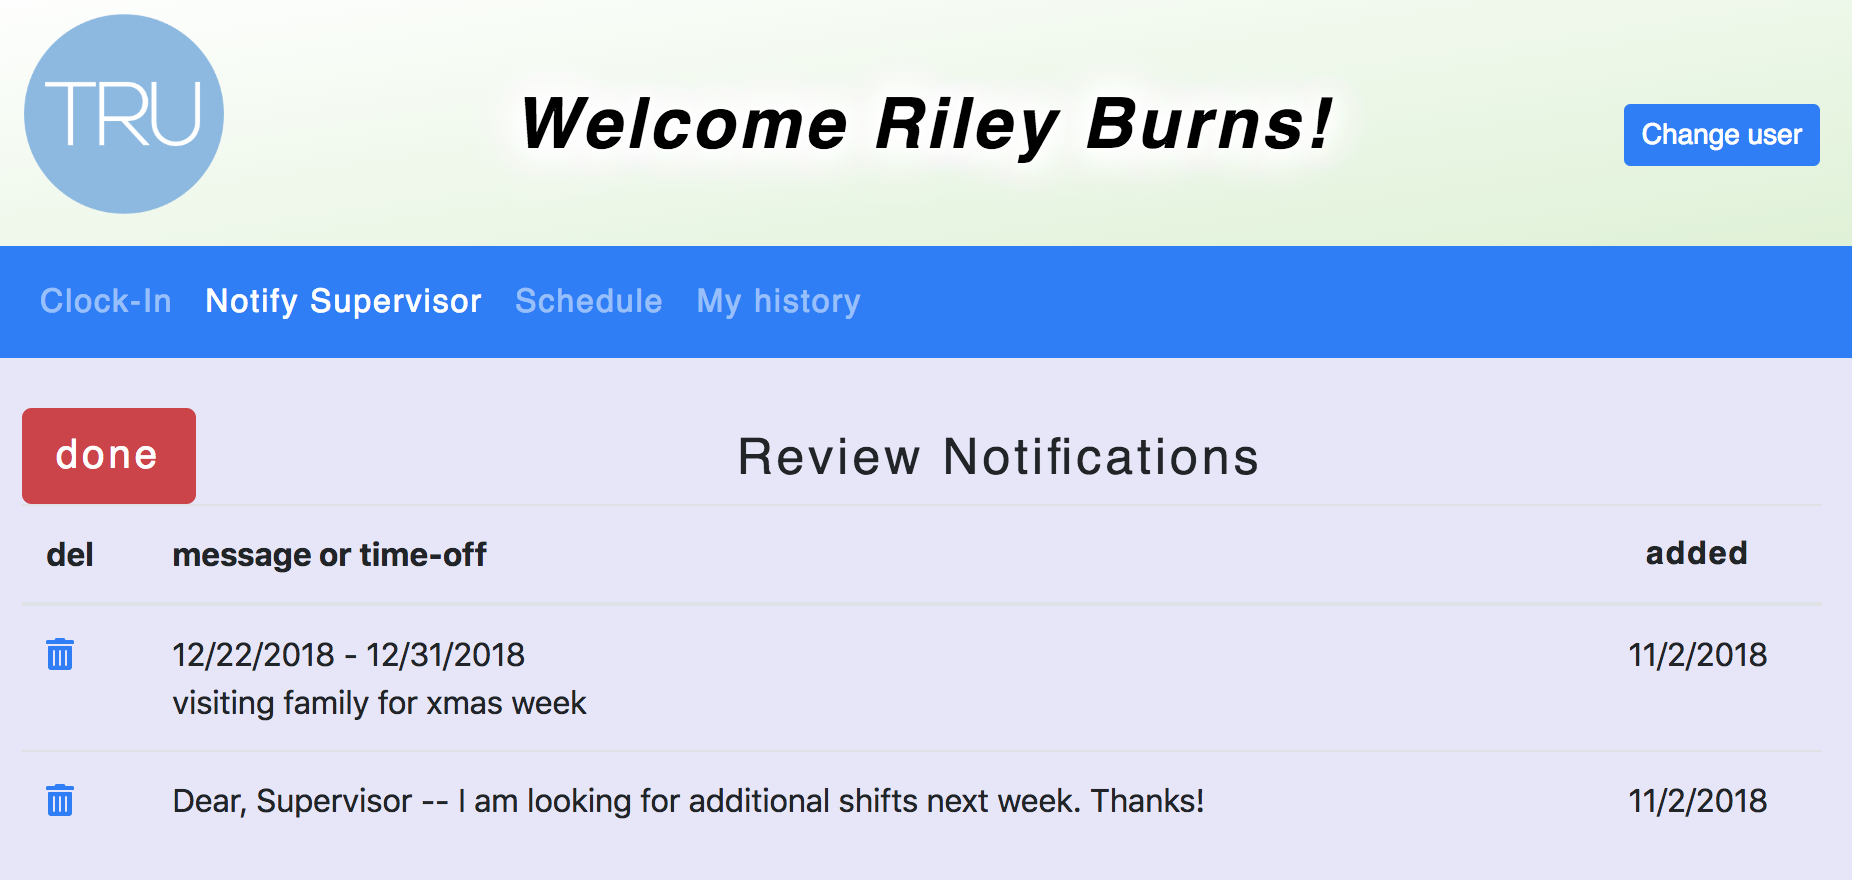 TRU
Welcome Riley Burns!
Change user
Clock-In Notify Supervisor Schedule My history
done
Review Notifications
del message or time-off added
12/22/2018 - 12/31/2018 11/2/2018
visiting family for xmas week
Dear, Supervisor -- I am looking for additional shifts next week. Thanks! 11/2/2018